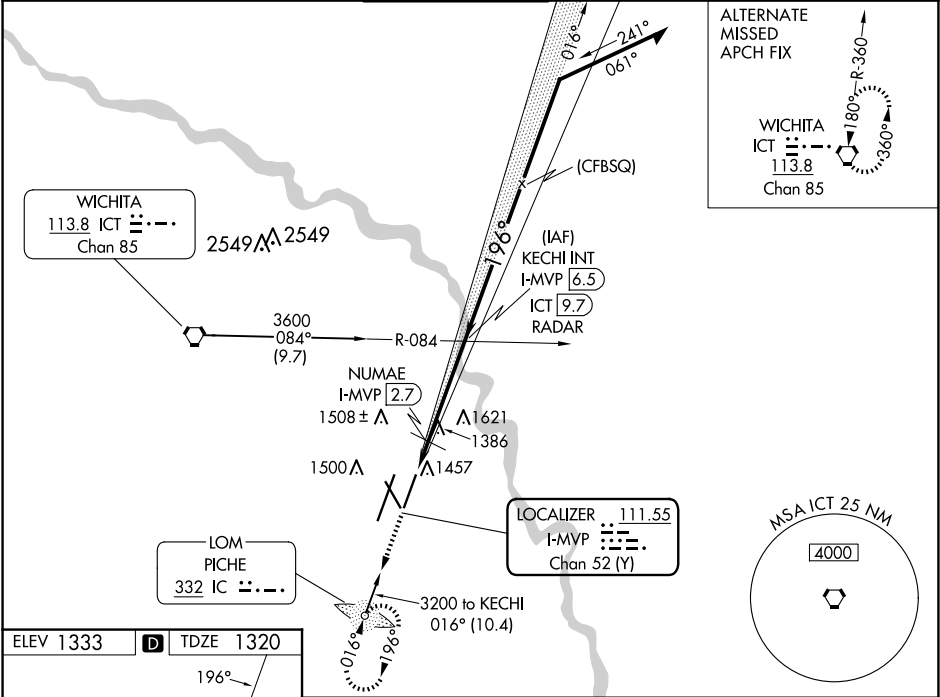 ALTERNATE
MISSED
APCH FIX
R-360
180°
360°
WICHITA
ICT
113.8
Chan 85
016°
241°
061°
(CFBSQ)
196°
(IAF)
KECHI INT
I-MVP 6.5
ICT 9.7
RADAR
WICHITA
113.8 ICT
Chan 85
2549 2549
3600
084°
(9.7)
R-084
NUMAE
I-MVP 2.7
1508 ±
1621
1386
1500
1457
LOCALIZER 111.55
I-MVP
Chan 52 (Y)
MSA ICT 25 NM
4000
LOM
PICHE
332 IC
3200 to KECHI
016° (10.4)
016°
196°
ELEV 1333 D TDZE 1320
196°